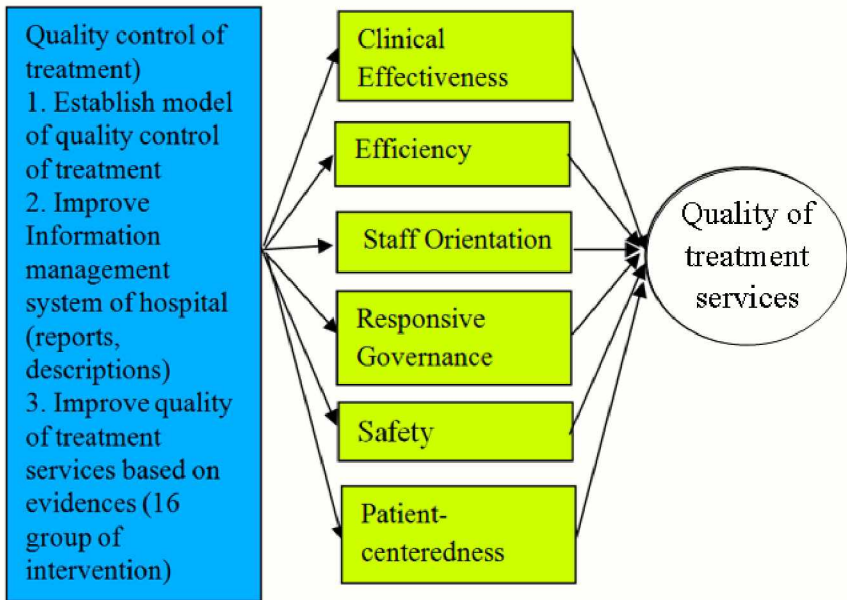 Quality control of
treatment)
1. Establish model
of quality control
of treatment
2. Improve
Information
management
system of hospital
(reports,
descriptions)
3. Improve quality
of treatment
services based on
evidences (16
group of
intervention)
Clinical
Effectiveness
Efficiency
Staff Orientation
Responsive
Governance
Safety
Patient-
centeredness
Quality of
treatment
services